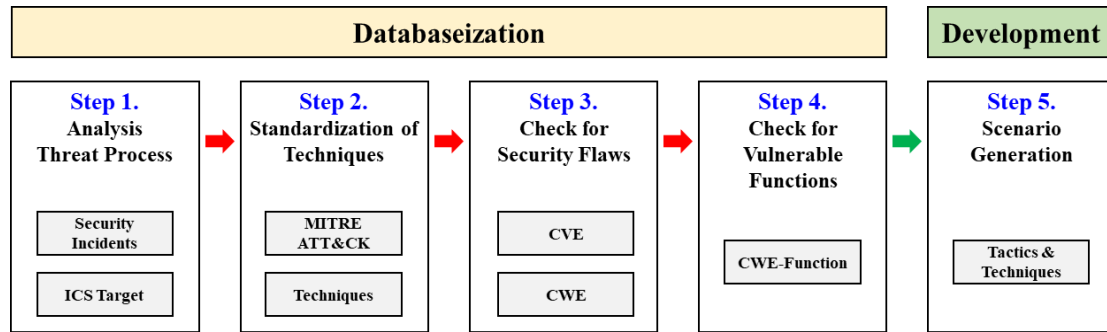 Databaseization
Development
Step 1.
Analysis
Threat Process
Security
Incidents
ICS Target
Step 2.
Standardization of
Techniques
MITRE
ATT&CK
Techniques
Step 3.
Check for
Security Flaws
CVE
CWE
Step 4.
Check for
Vulnerable
Functions
CWE-Function
Step 5.
Scenario
Generation
Tactics &
Techniques